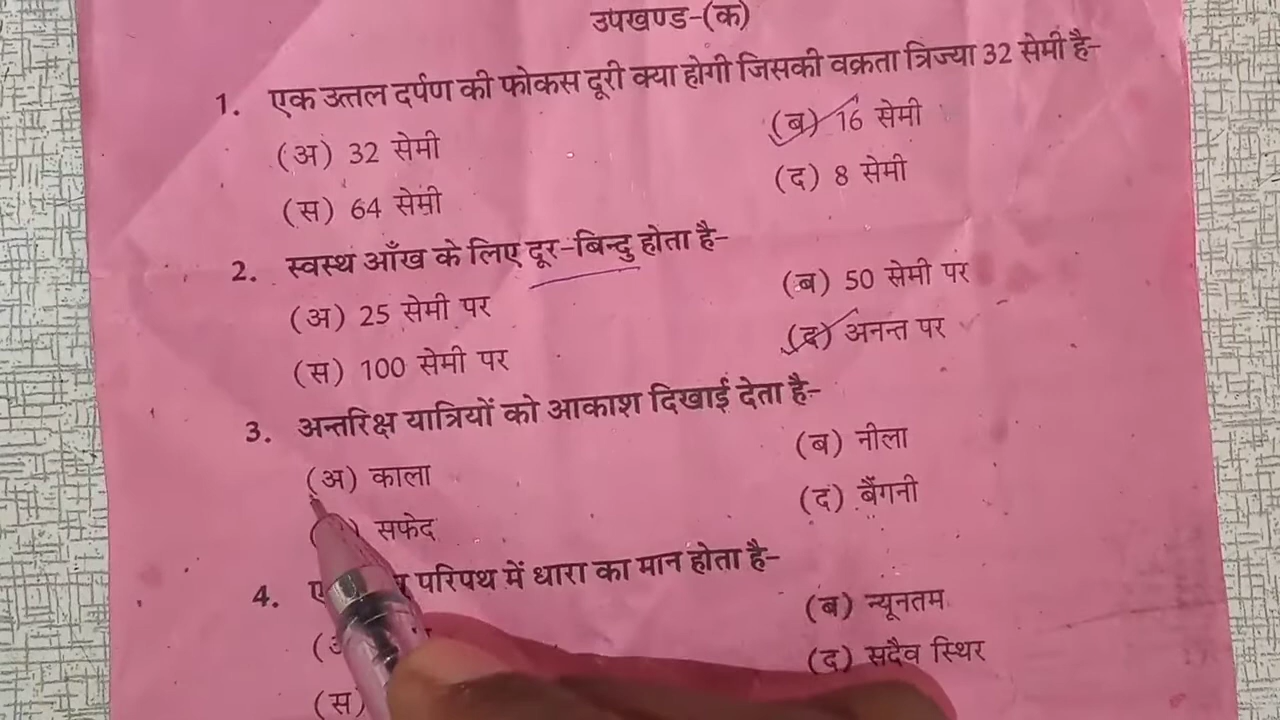 उपखण्ड-(क)
1. एक उत्तल दर्पण की फोकस दूरी क्या होगी जिसकी वक्रता त्रिज्या 32 सेमी है-
(अ) 32 सेमी (ब) 16 सेमी
(स) 64 सेमी (द) 8 सेमी
2. स्वस्थ आँख के लिए दूर-बिन्दु होता है-
(अ) 25 सेमी पर (ब) 50 सेमी पर
(स) 100 सेमी पर (द) अनन्त पर
3. अन्तरिक्ष यात्रियों को आकाश दिखाई देता है-
(अ) काला (ब) नीला
सफेद (द) बैंगनी
4. परिपथ में धारा का मान होता है-
(ब) न्यूनतम
(स) (द) सदैव स्थिर